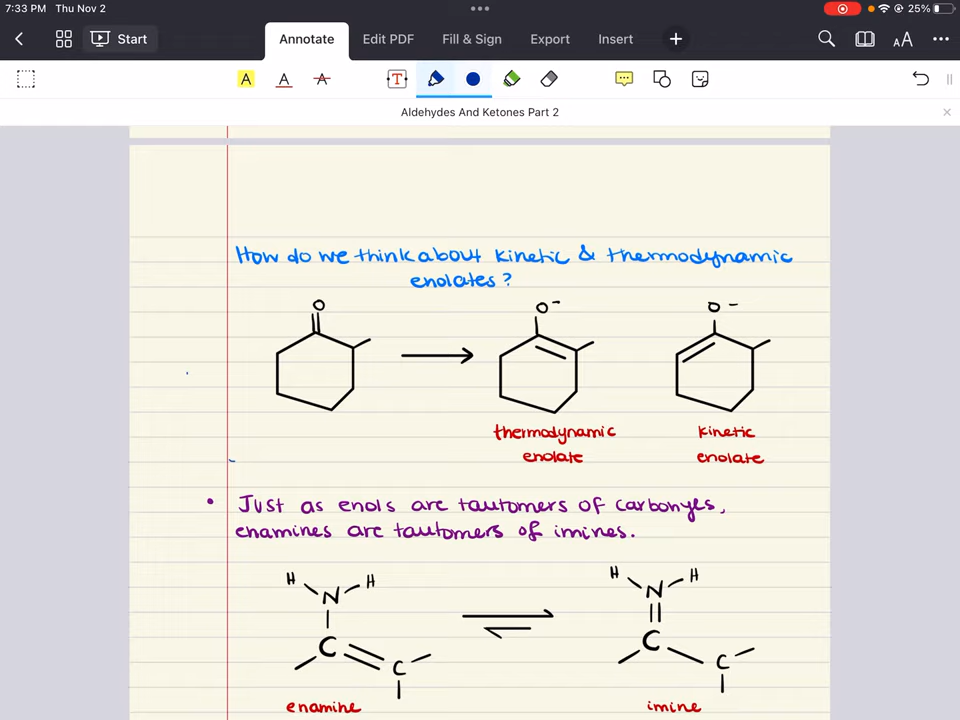 7:33 PM Thu Nov 2
25%
Start
Annotate
Edit PDF
Fill & Sign
Export
Insert
AA
A A A T
Aldehydes And Ketones Part 2
How do we think about kinetic & thermodynamic
enolates?
O O⁻ O⁻
thermodynamic kinetic
enolate enolate
• Just as enols are tautomers of carbonyes,
enamines are tautomers of imines.
H H H H
N N
C C
C C
enamine imine